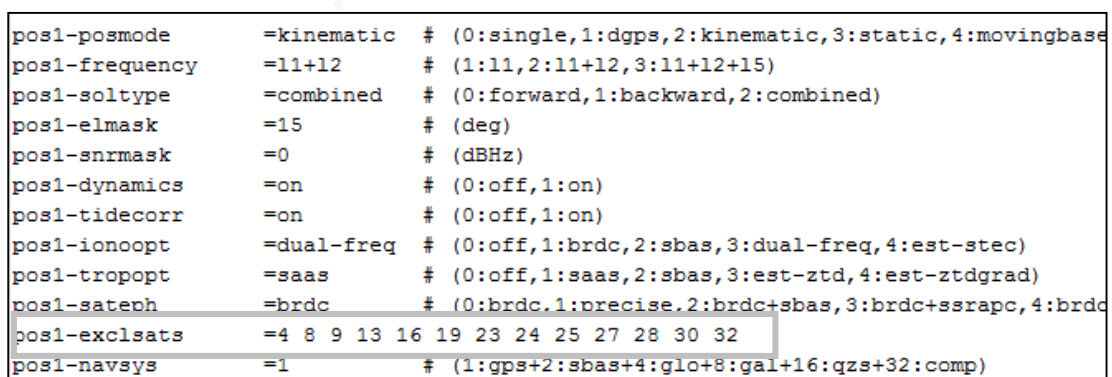 pos1-posmode =kinematic # (0:single,1:dgps,2:kinematic,3:static,4:movingbase
pos1-frequency =l1+l2 # (1:l1,2:l1+l2,3:l1+l2+l5)
pos1-soltype =combined # (0:forward,1:backward,2:combined)
pos1-elmask =15 # (deg)
pos1-snrmask =0 # (dBHz)
pos1-dynamics =on # (0:off,1:on)
pos1-tidecorr =on # (0:off,1:on)
pos1-ionoopt =dual-freq # (0:off,1:brdc,2:sbas,3:dual-freq,4:est-stec)
pos1-tropopt =saas # (0:off,1:saas,2:sbas,3:est-ztd,4:est-ztdgrad)
pos1-sateph =brdc # (0:brdc,1:precise,2:brdc+sbas,3:brdc+ssrapc,4:brdc
pos1-exclsats =4 8 9 13 16 19 23 24 25 27 28 30 32
pos1-navsys =1 # (1:gps+2:sbas+4:glo+8:gal+16:qzs+32:comp)